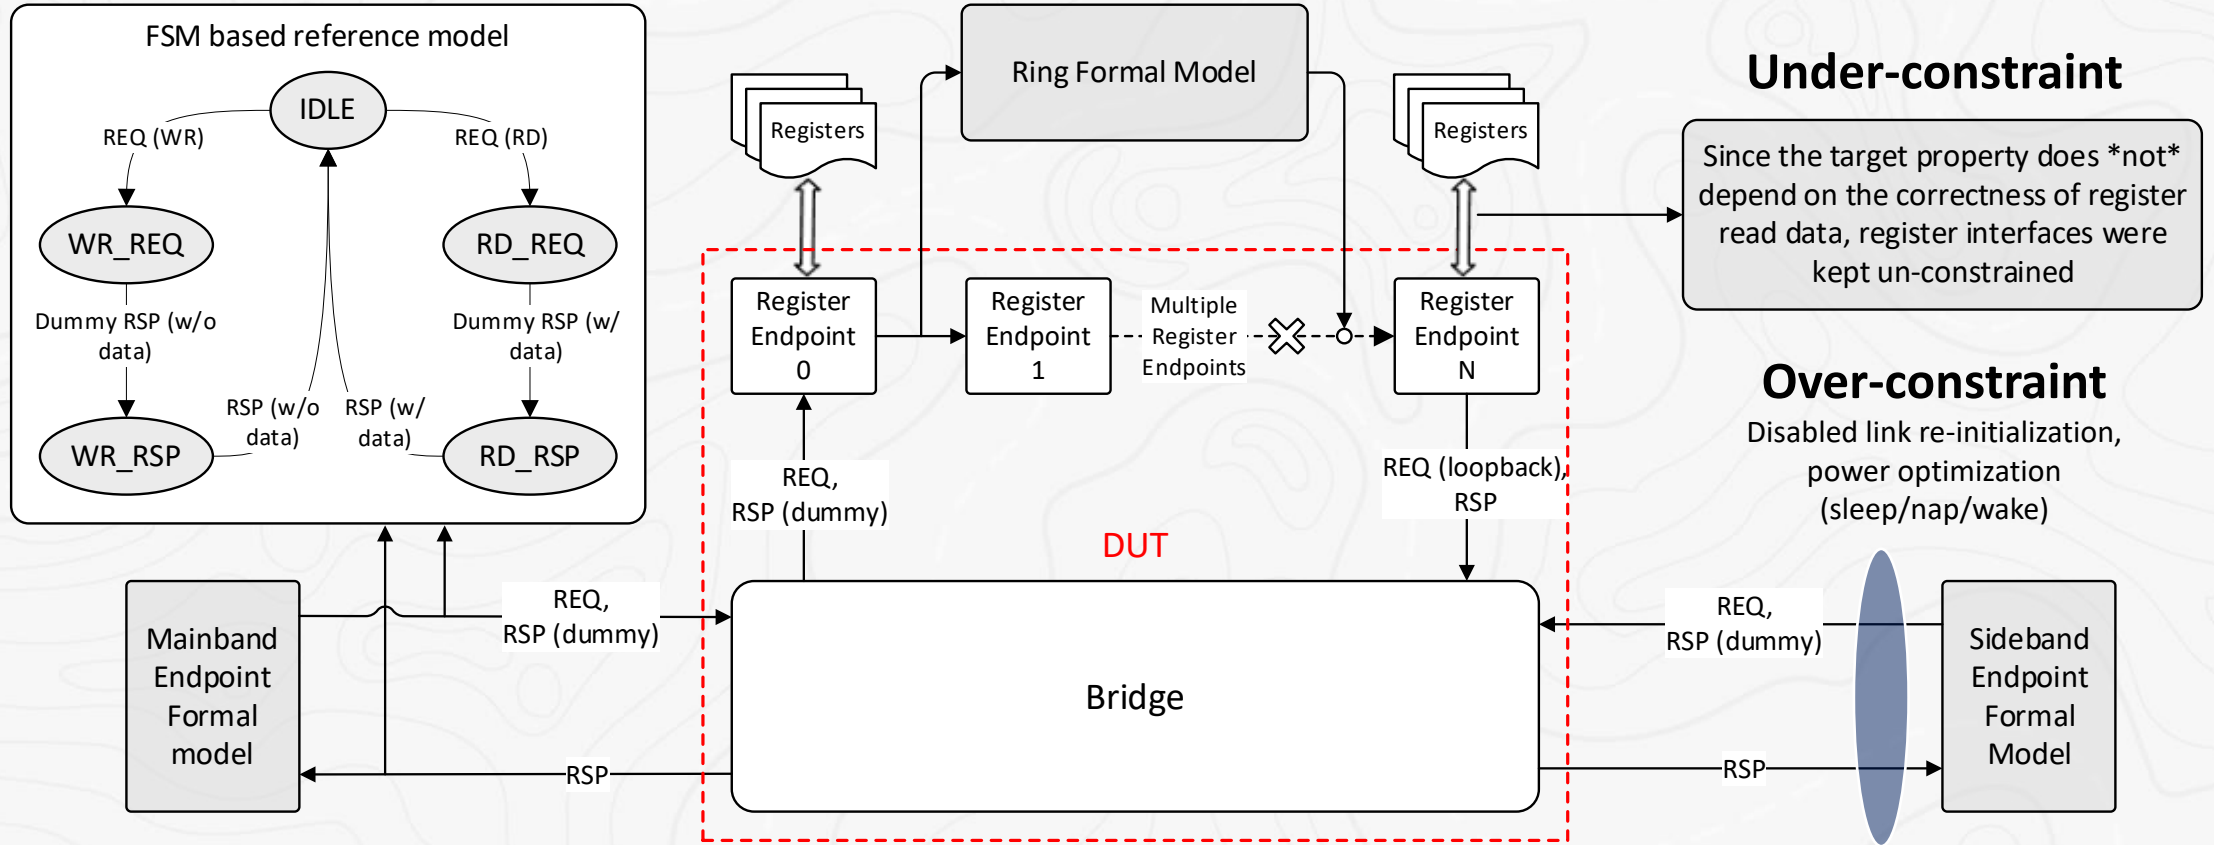 FSM based reference model
IDLE
REQ (WR)
REQ (RD)
WR_REQ
RD_REQ
Dummy RSP (w/o
data)
Dummy RSP (w/
data)
RSP (w/o
data)
RSP (w/
data)
WR_RSP
RD_RSP
Ring Formal Model
Registers
Registers
Register
Endpoint
0
Register
Endpoint
1
Multiple
Register
Endpoints
Register
Endpoint
N
REQ,
RSP (dummy)
REQ (loopback),
RSP
DUT
Bridge
Mainband
Endpoint
Formal
model
REQ,
RSP (dummy)
RSP
REQ,
RSP (dummy)
RSP
Sideband
Endpoint
Formal
Model
Under-constraint
Since the target property does *not*
depend on the correctness of register
read data, register interfaces were
kept un-constrained
Over-constraint
Disabled link re-initialization,
power optimization
(sleep/nap/wake)